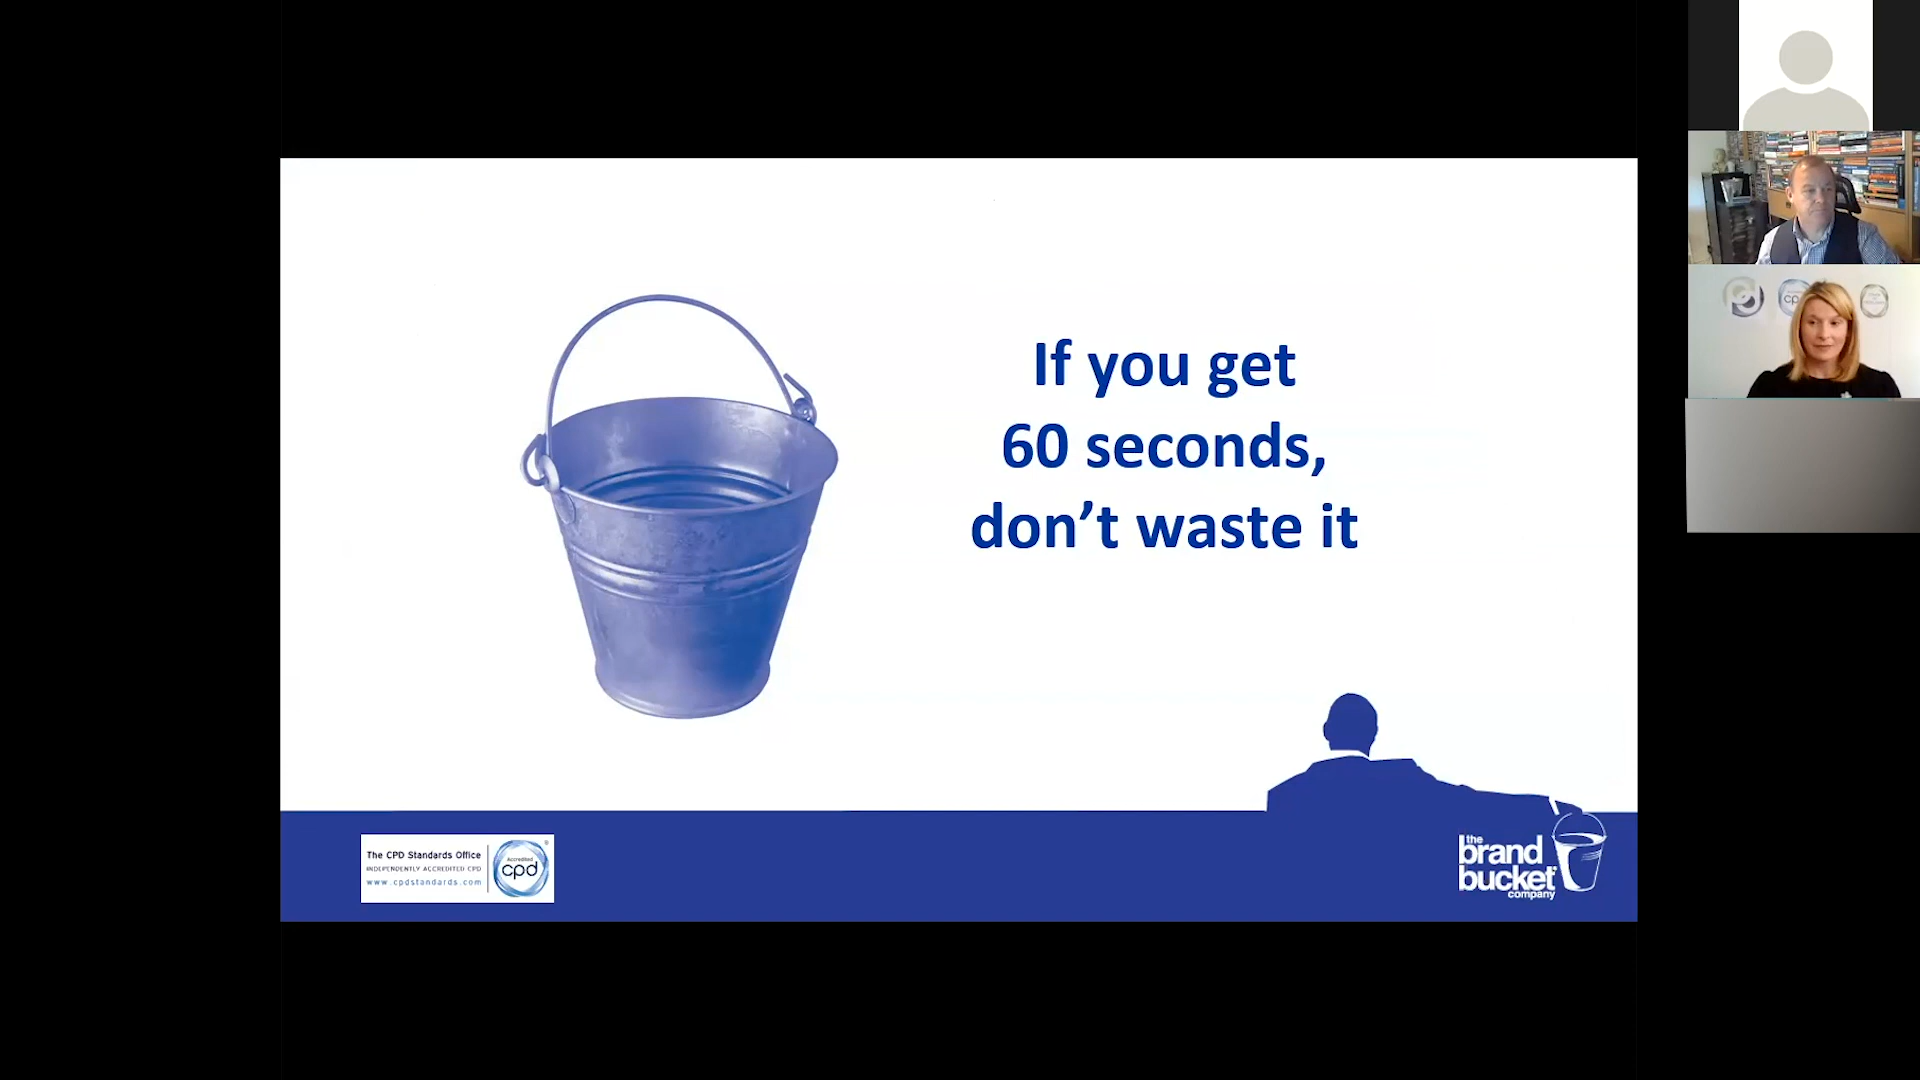 If you get
60 seconds,
don’t waste it
The CPD Standards Office
INDEPENDENTLY ACCREDITED CPD
www.cpdstandards.com
Accredited
cpd
the
brand
bucket
company